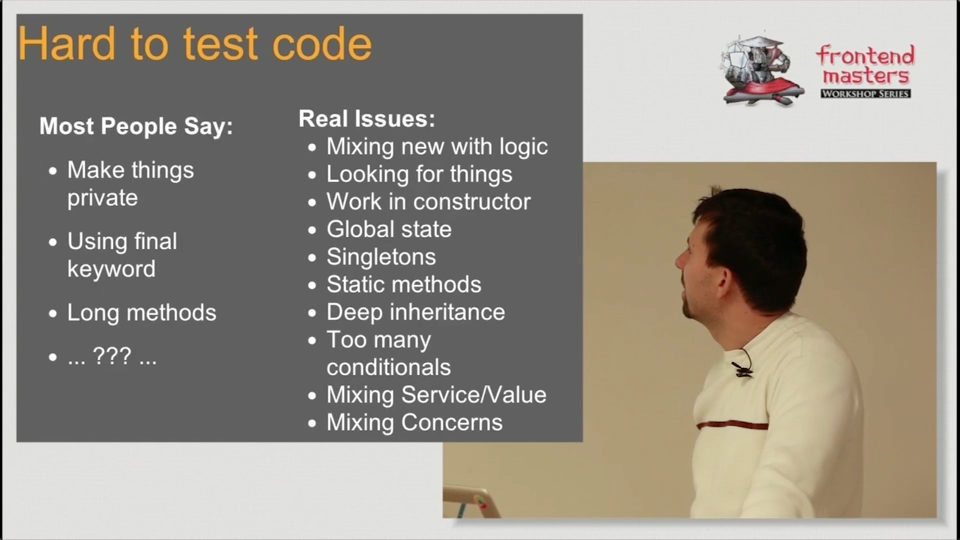 Hard to test code
Most People Say:
• Make things
private
• Using final
keyword
• Long methods
• ... ??? ...
Real Issues:
• Mixing new with logic
• Looking for things
• Work in constructor
• Global state
• Singletons
• Static methods
• Deep inheritance
• Too many
conditionals
• Mixing Service/Value
• Mixing Concerns
frontend
masters
WORKSHOP SERIES